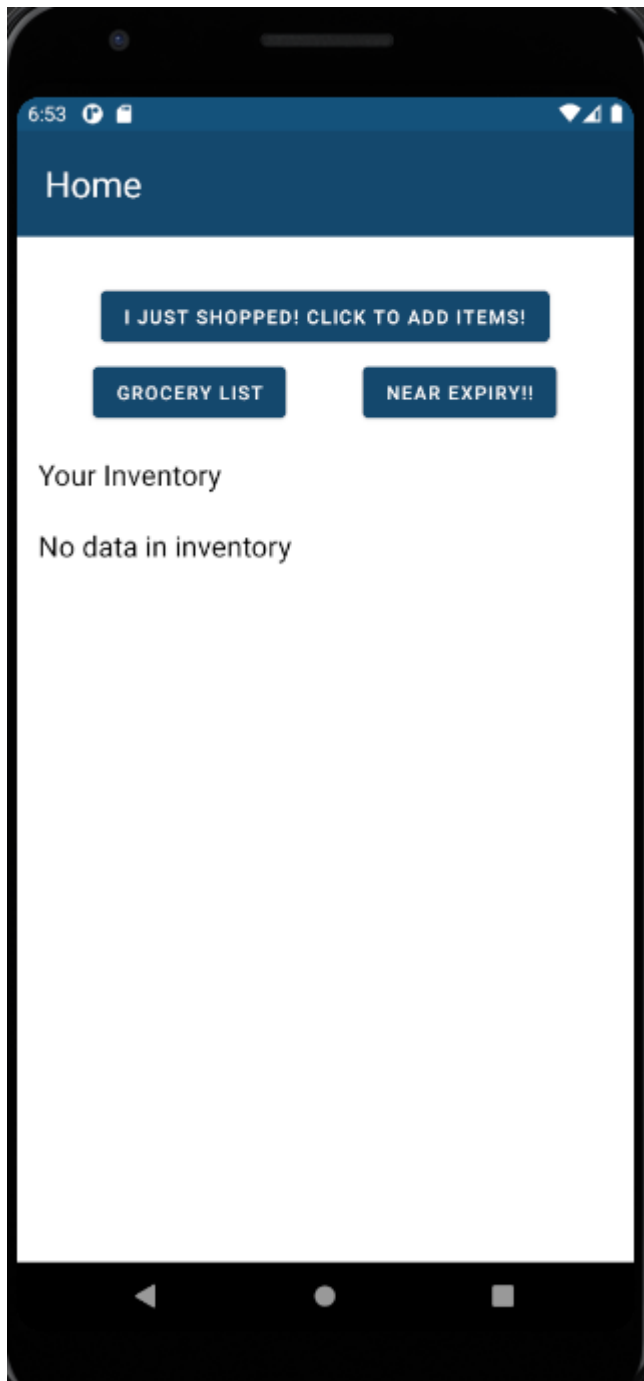 6:53
Home
I JUST SHOPPED! CLICK TO ADD ITEMS!
GROCERY LIST NEAR EXPIRY!!
Your Inventory
No data in inventory